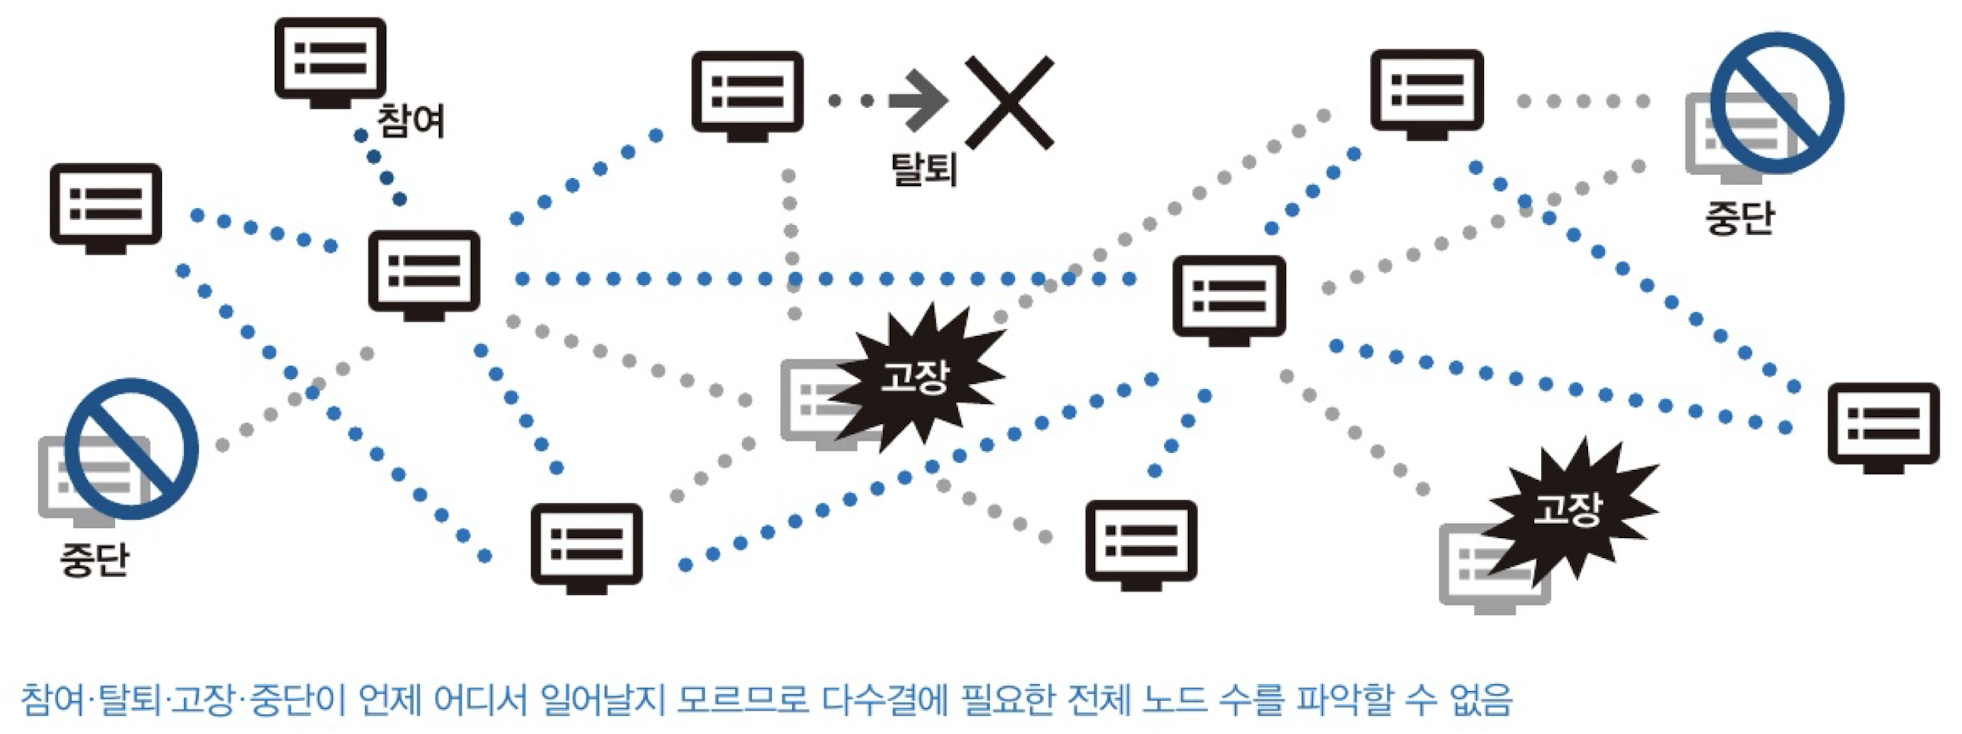 참여
탈퇴
중단
고장
고장
중단
참여·탈퇴·고장·중단이 언제 어디서 일어날지 모르므로 다수결에 필요한 전체 노드 수를 파악할 수 없음